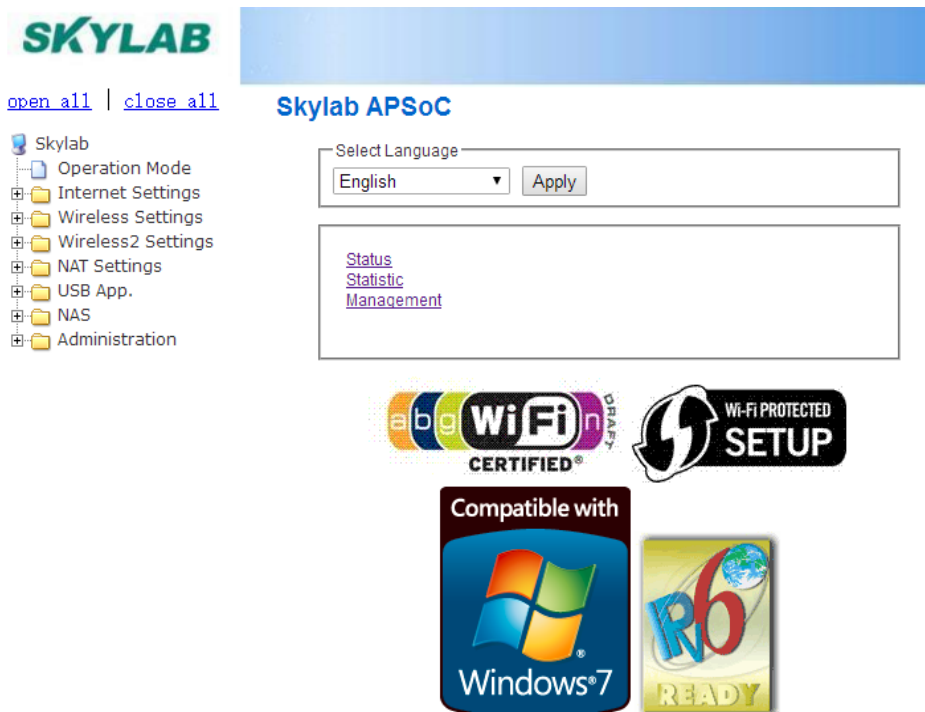 SKYLAB
open all | close all
Skylab
Operation Mode
Internet Settings
Wireless Settings
Wireless2 Settings
NAT Settings
USB App.
NAS
Administration
Skylab APSoC
Select Language
English
Apply
Status
Statistic
Management
abg WiFi n DRAFT
CERTIFIED®
Wi-Fi PROTECTED
SETUP
Compatible with
Windows®7
IPv6
READY